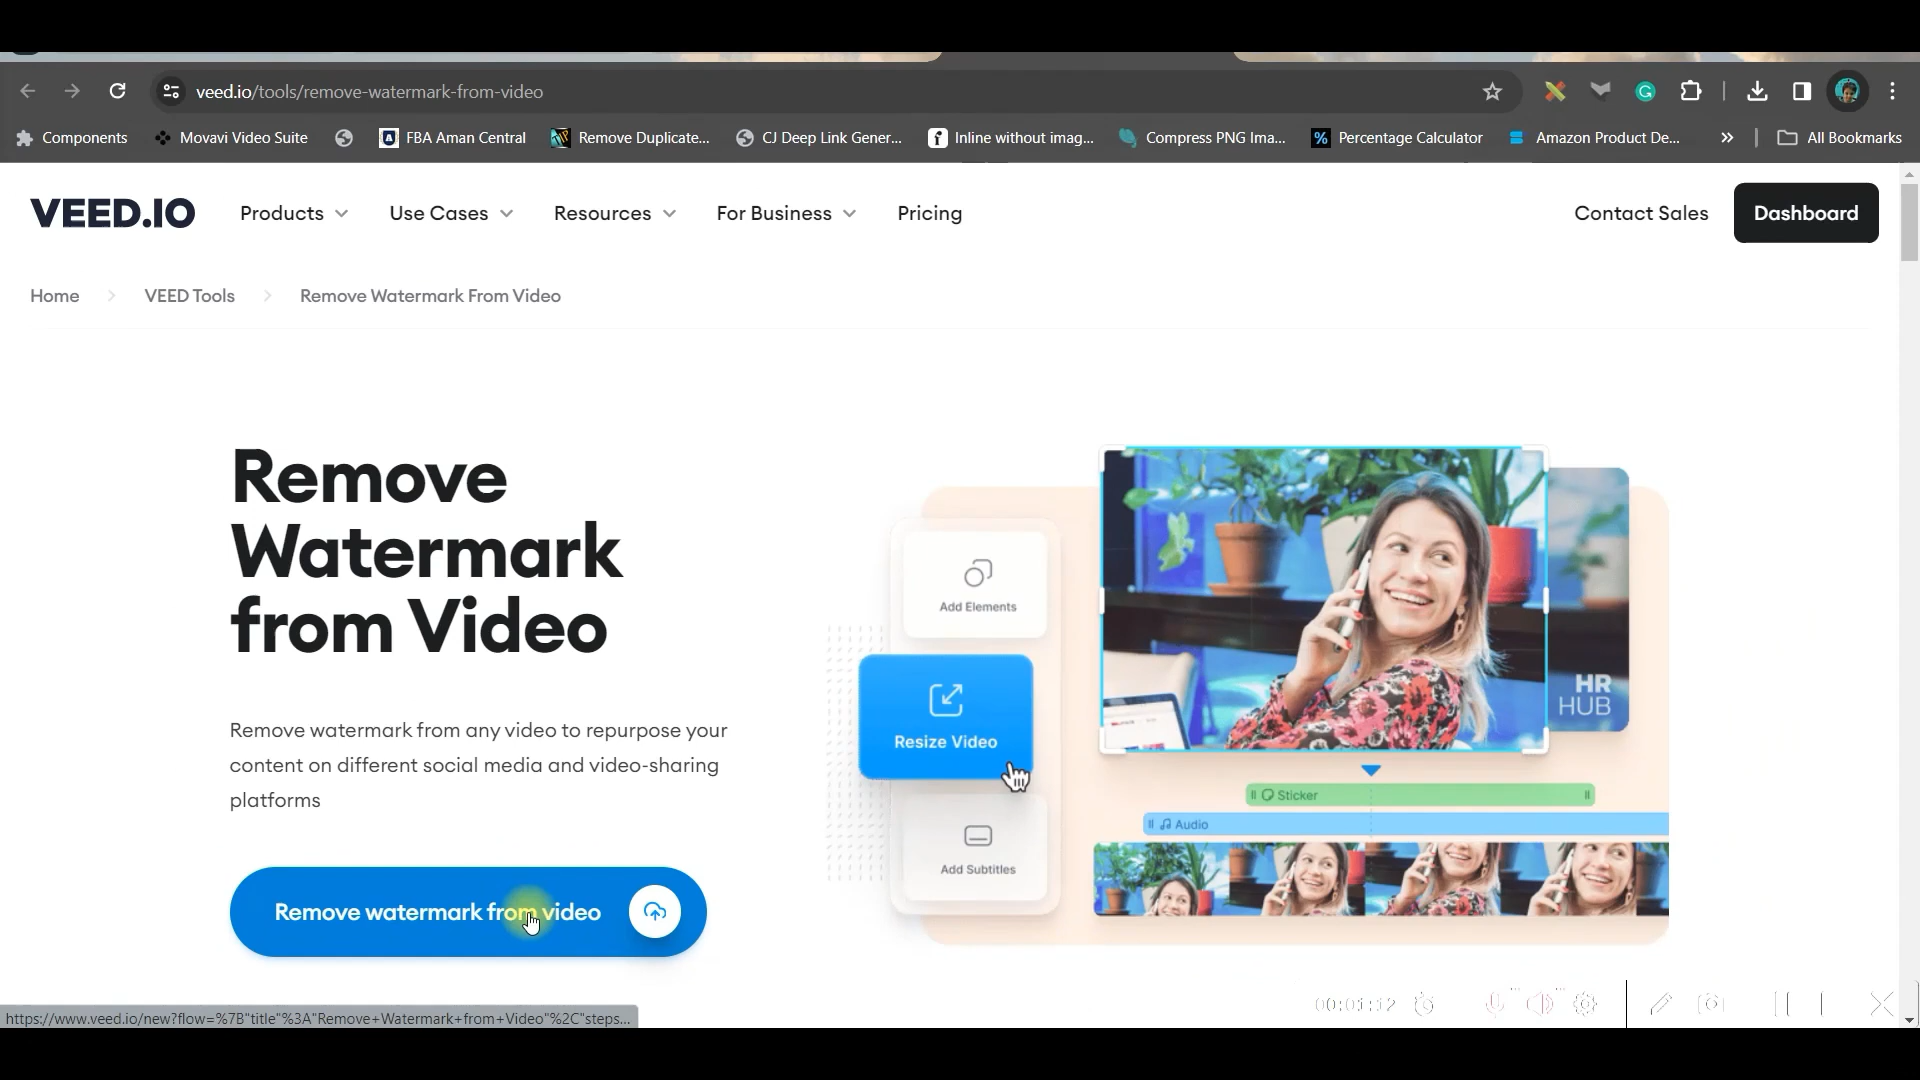 veed.io/tools/remove-watermark-from-video
Components
Movavi Video Suite
FBA Aman Central
Remove Duplicate...
CJ Deep Link Gener...
Inline without imag...
Compress PNG Ima...
Percentage Calculator
Amazon Product De...
All Bookmarks
VEED.IO
Products
Use Cases
Resources
For Business
Pricing
Contact Sales
Dashboard
Home
VEED Tools
Remove Watermark From Video
Remove
Watermark
from Video
Remove watermark from any video to repurpose your
content on different social media and video-sharing
platforms
Remove watermark from video
Add Elements
Resize Video
Add Subtitles
HR
HUB
Sticker
Audio
00:01:12
https://www.veed.io/new?flow=%7B"title"%3A"Remove+Watermark+from+Video"%2C"steps...